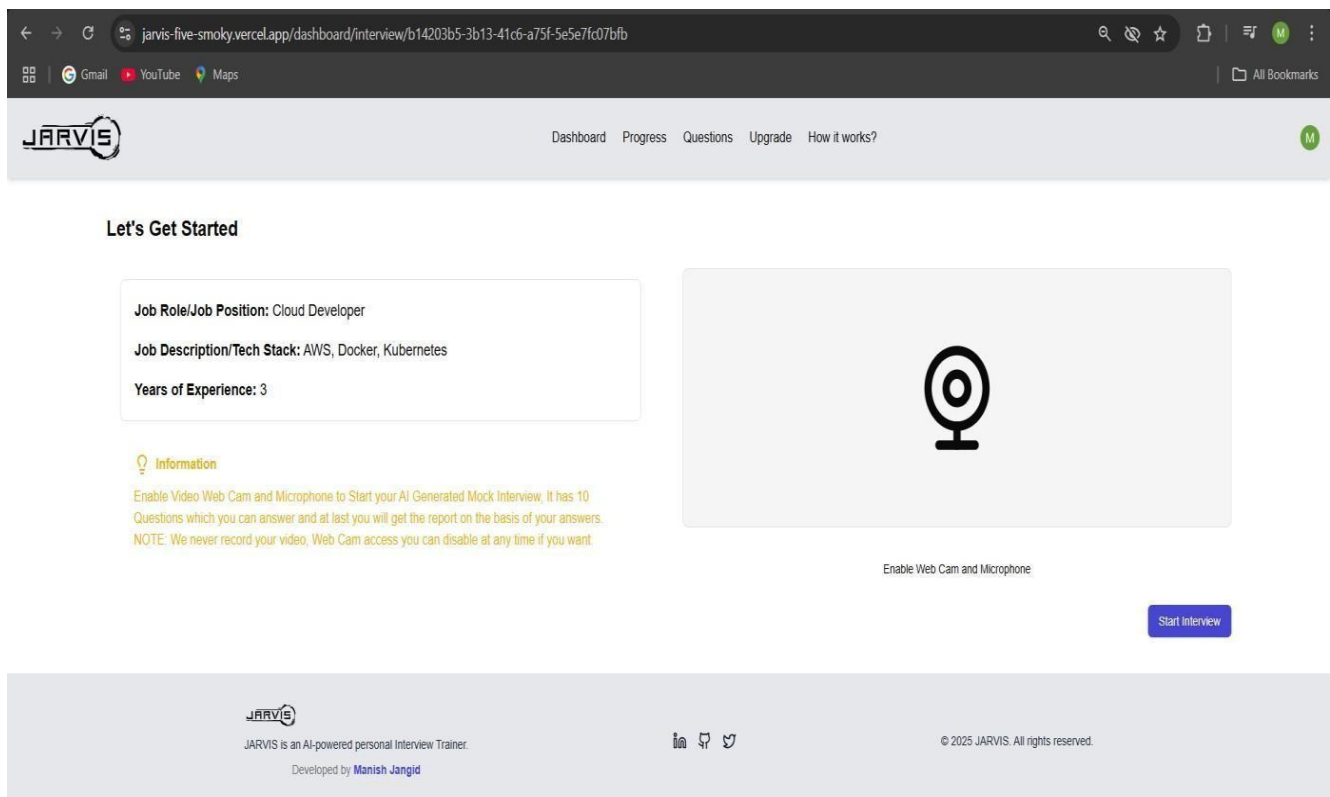 jarvis-five-smoky.vercel.app/dashboard/interview/b14203b5-3b13-41c6-a75f-5e5e7fc07bfb
M
Gmail YouTube Maps All Bookmarks
JARVIS Dashboard Progress Questions Upgrade How it works? M
Let's Get Started
Job Role/Job Position: Cloud Developer
Job Description/Tech Stack: AWS, Docker, Kubernetes
Years of Experience: 3
Information
Enable Video Web Cam and Microphone to Start your AI Generated Mock Interview, It has 10
Questions which you can answer and at last you will get the report on the basis of your answers.
NOTE: We never record your video, Web Cam access you can disable at any time if you want
Enable Web Cam and Microphone
Start Interview
JARVIS
JARVIS is an AI-powered personal Interview Trainer.
Developed by Manish Jangid
in
© 2025 JARVIS. All rights reserved.